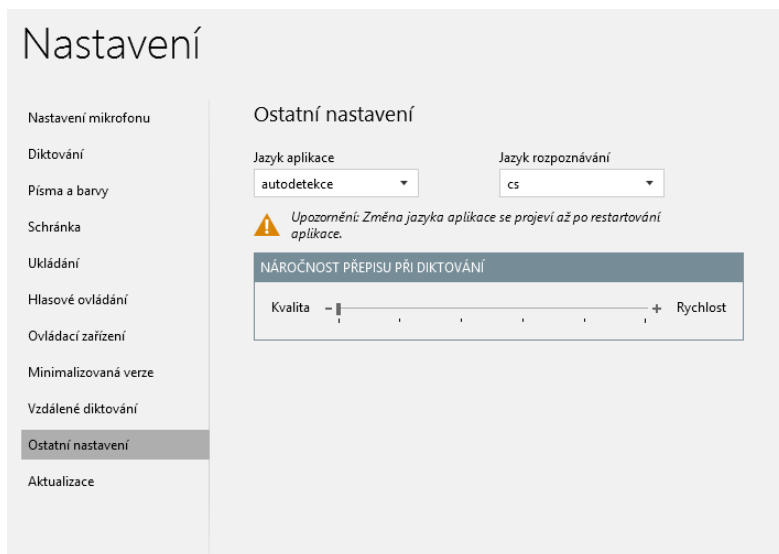 Nastavení
Nastavení mikrofonu
Diktování
Písma a barvy
Schránka
Ukládání
Hlasové ovládání
Ovládací zařízení
Minimalizovaná verze
Vzdálené diktování
Ostatní nastavení
Aktualizace
Ostatní nastavení
Jazyk aplikace
autodetekce
Jazyk rozpoznávání
cs
Upozornění: Změna jazyka aplikace se projeví až po restartování
aplikace.
NÁROČNOST PŘEPISU PŘI DIKTOVÁNÍ
Kvalita - + Rychlost